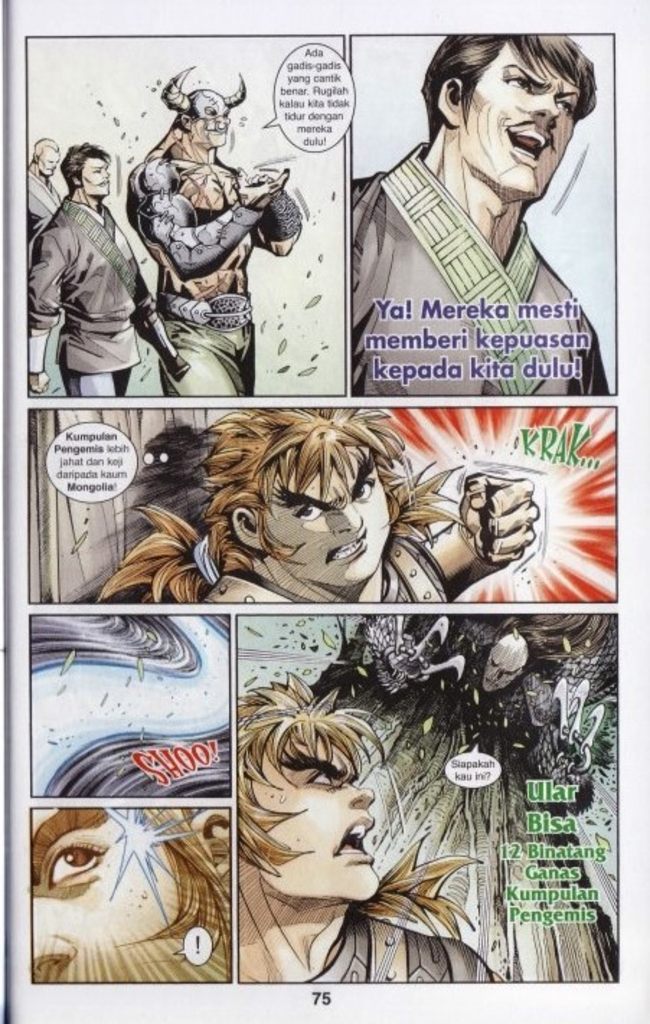 Ada
gadis-gadis
yang cantik
benar. Rugilah
kalau kita tidak
tidur dengan
mereka
dulu!
Ya! Mereka mesti
memberi kepuasan
kepada kita dulu!
Kumpulan
Pengemis lebih
jahat dan keji
daripada kaum
Mongolia!
KRAK...
SHOO!
!
Siapakah
kau ini?
Ular
Bisa
12 Binatang
Ganas
Kumpulan
Pengemis
75